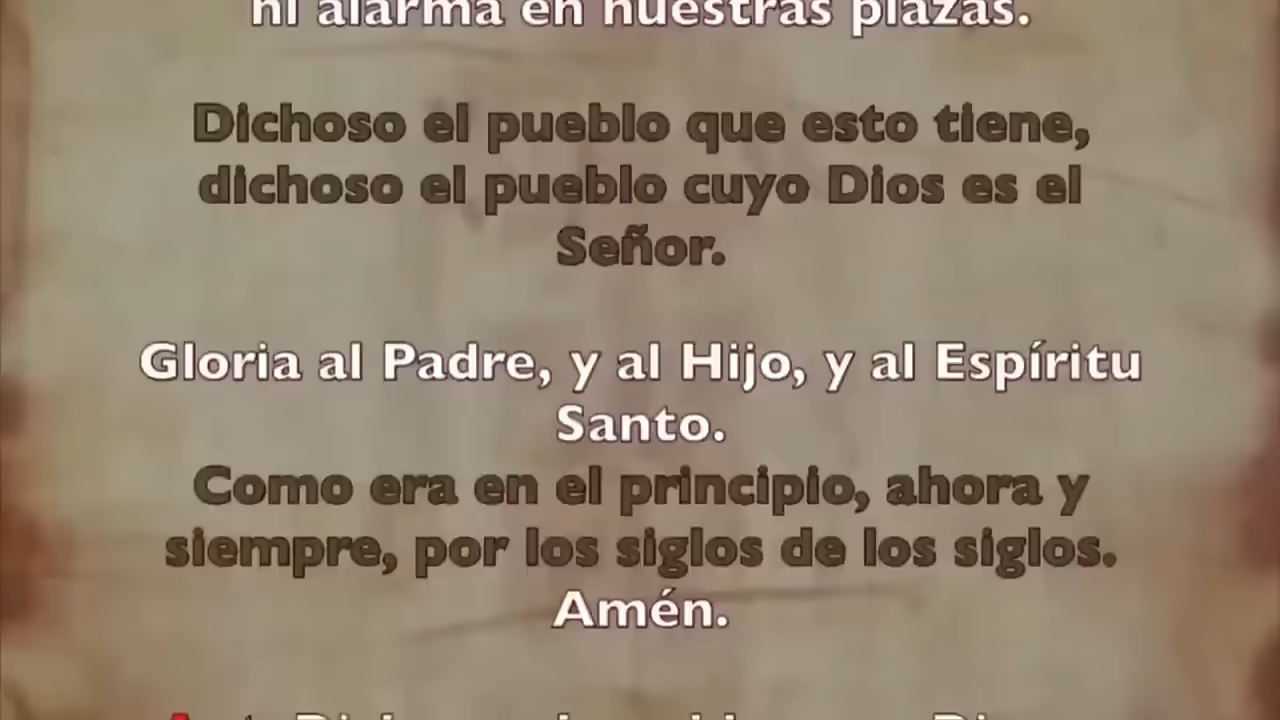 ni alarma en nuestras plazas.
Dichoso el pueblo que esto tiene,
dichoso el pueblo cuyo Dios es el
Señor.
Gloria al Padre, y al Hijo, y al Espíritu
Santo.
Como era en el principio, ahora y
siempre, por los siglos de los siglos.
Amén.